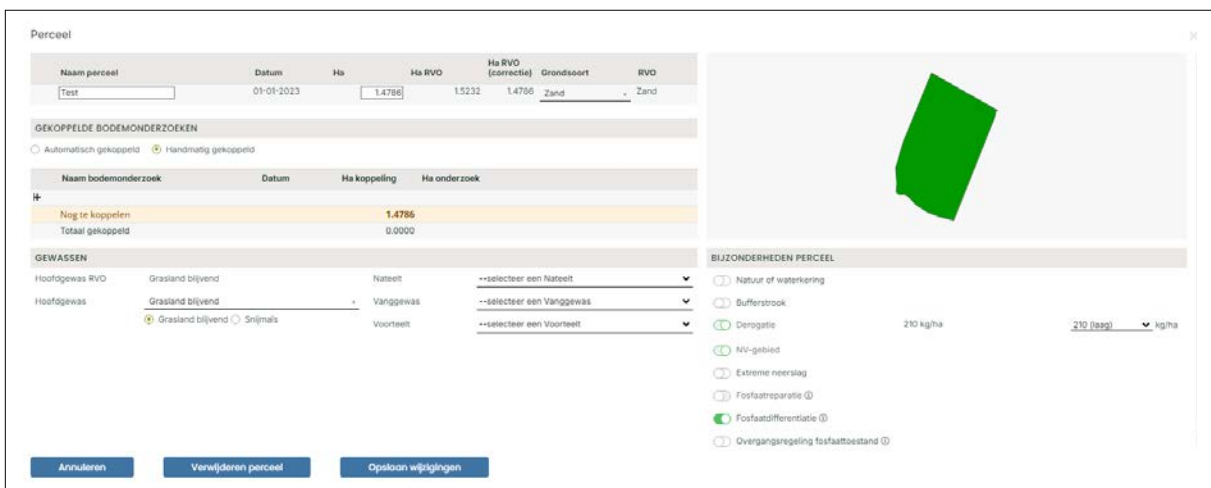 Perceel
Naam perceel Datum Ha Ha RVO Ha RVO (correctie) Grondsoort RVO
Test 01-01-2023 1.4786 1.5232 1.4786 Zand Zand
GEKOPPELDE BODEMONDERZOEKEN
Automatisch gekoppeld Handmatig gekoppeld
Naam bodemonderzoek Datum Ha koppeling Ha onderzoek
Nog te koppelen 1.4786
Totaal gekoppeld 0.0000
GEWASSEN
Hoofdgewas RVO Grasland blijvend
Hoofdgewas Grasland blijvend
Grasland blijvend Snijmaïs
Nateelt --selecteer een Nateelt
Vanggewas --selecteer een Vanggewas
Voorteelt --selecteer een Voorteelt
BIJZONDERHEDEN PERCEEL
Natuur of waterkering
Bufferstrook
Derogatie 210 kg/ha 210 (laag) kg/ha
NV-gebied
Extreme neerslag
Fosfaatreparatie
Fosfaatdifferentiatie
Overgangsregeling fosfaattoestand
Annuleren Verwijderen perceel Opslaan wijzigingen